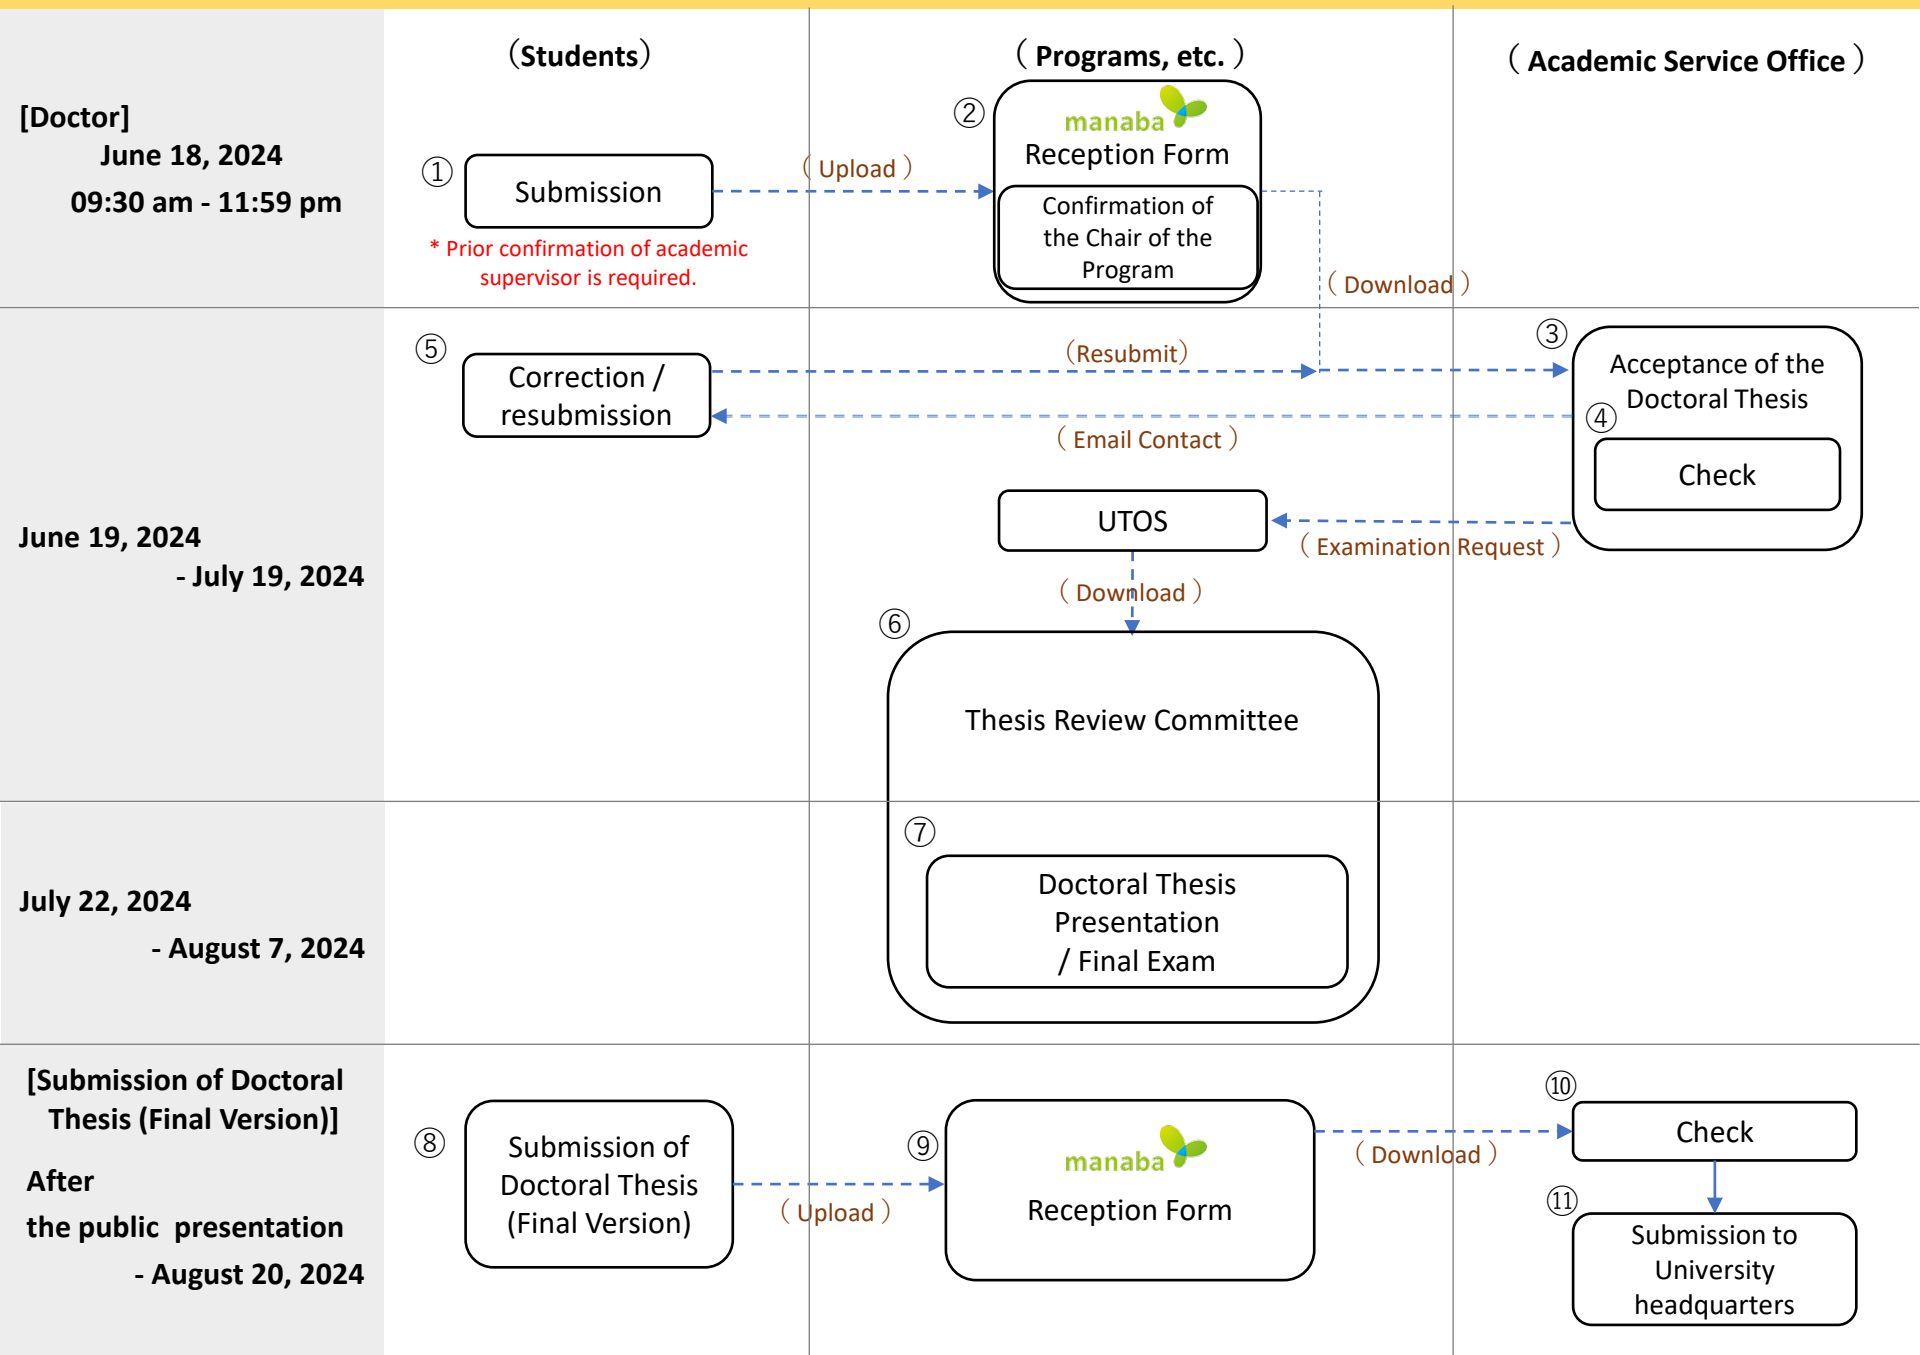 （Students）
（ Programs, etc. ）
（ Academic Service Office ）
[Doctor]
June 18, 2024
09:30 am - 11:59 pm
①
Submission
* Prior confirmation of academic
supervisor is required.
（ Upload ）
②
manaba
Reception Form
Confirmation of
the Chair of the
Program
（ Download ）
June 19, 2024
- July 19, 2024
⑤
Correction /
resubmission
（Resubmit）
（ Email Contact ）
③
Acceptance of the
Doctoral Thesis
④
Check
（ Examination Request ）
UTOS
（ Download ）
⑥
Thesis Review Committee
July 22, 2024
- August 7, 2024
⑦
Doctoral Thesis
Presentation
/ Final Exam
[Submission of Doctoral
Thesis (Final Version)]
After
the public  presentation
- August 20, 2024
⑧
Submission of
Doctoral Thesis
(Final Version)
（ Upload ）
⑨
manaba
Reception Form
（ Download ）
⑩
Check
⑪
Submission to
University
headquarters